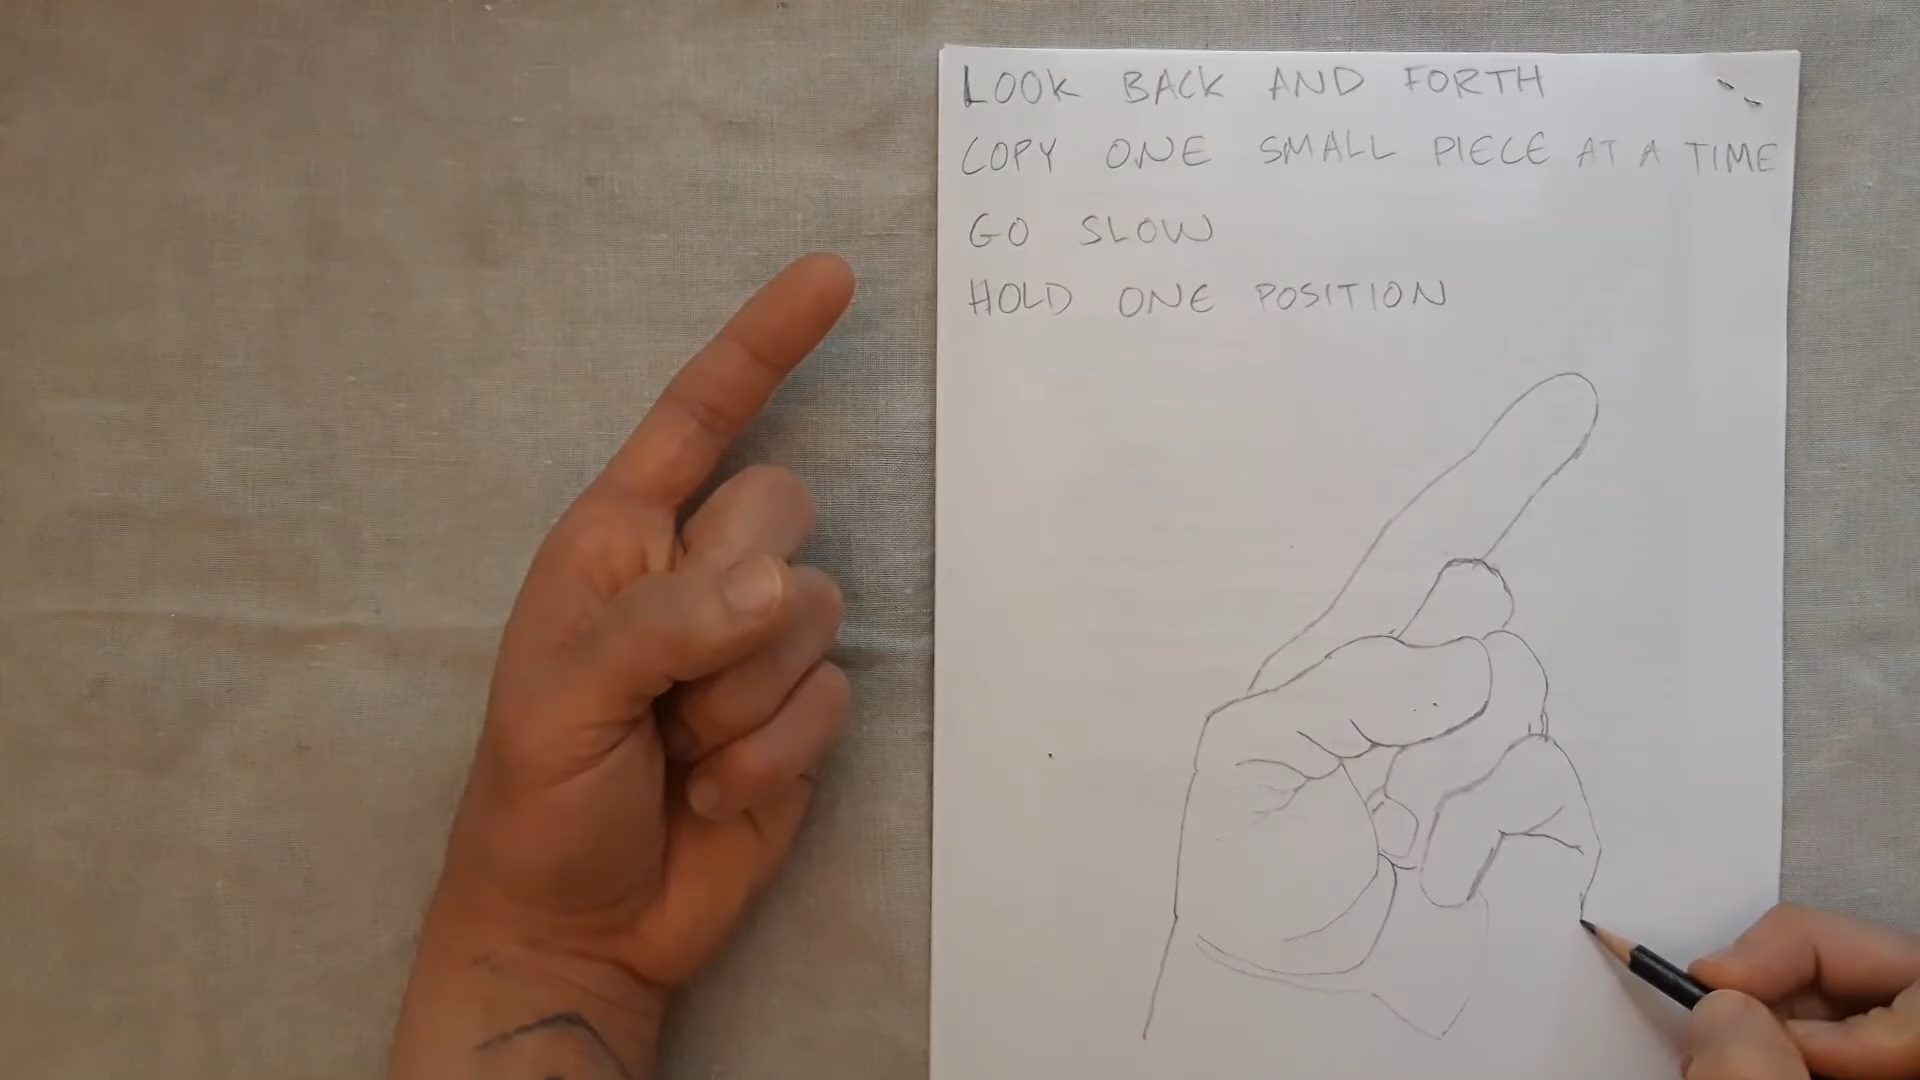 LOOK BACK AND FORTH
COPY ONE SMALL PIECE AT A TIME
GO SLOW
HOLD ONE POSITION